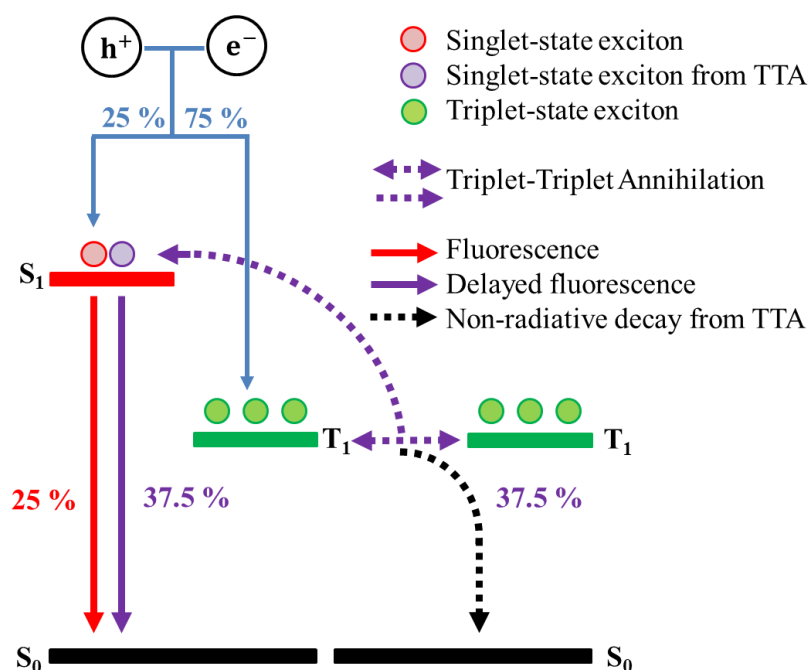 h⁺ e⁻
25 % 75 %
Singlet-state exciton
Singlet-state exciton from TTA
Triplet-state exciton
Triplet-Triplet Annihilation
Fluorescence
Delayed fluorescence
Non-radiative decay from TTA
S₁
T₁ T₁
25 % 37.5 % 37.5 %
S₀ S₀